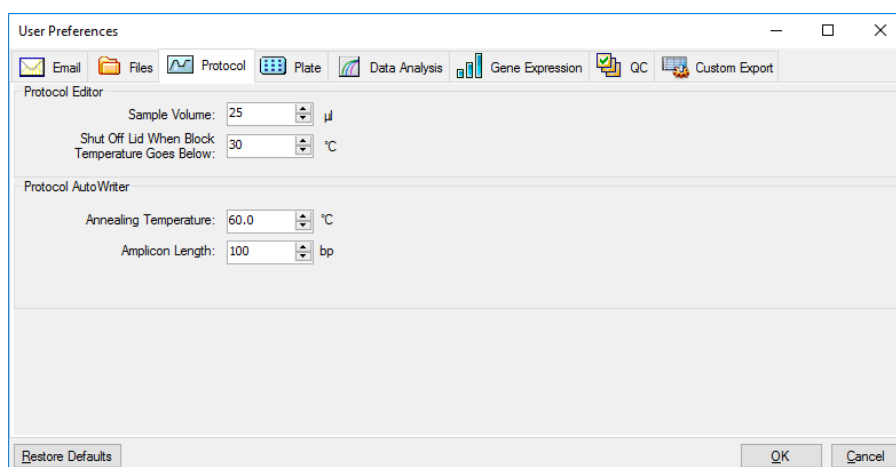 User Preferences
Email Files Protocol Plate Data Analysis Gene Expression QC Custom Export
Protocol Editor
Sample Volume: 25 µl
Shut Off Lid When Block
Temperature Goes Below: 30 °C
Protocol AutoWriter
Annealing Temperature: 60.0 °C
Amplicon Length: 100 bp
Restore Defaults OK Cancel